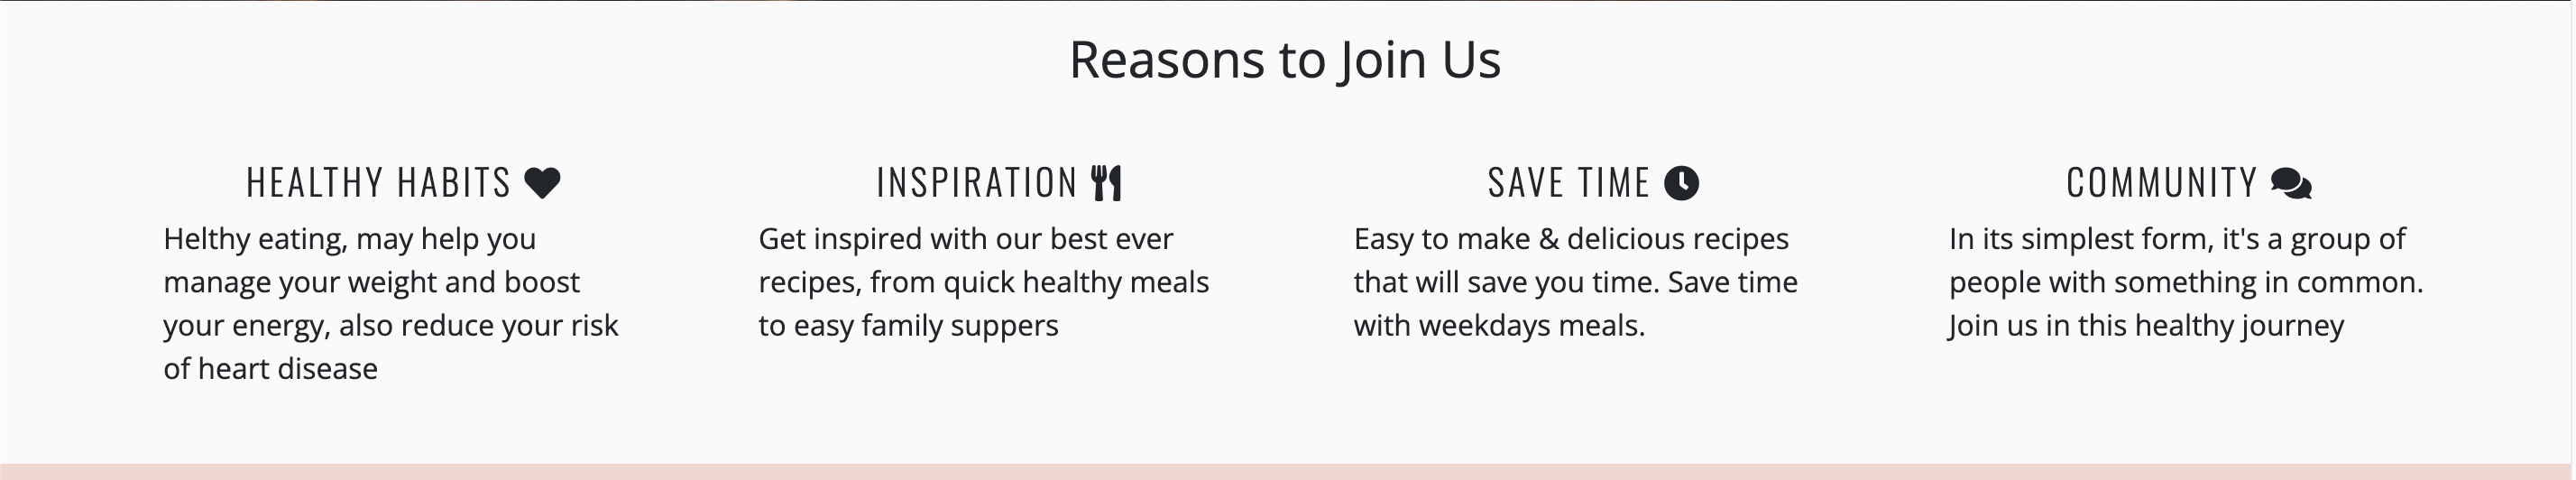 Reasons to Join Us
HEALTHY HABITS
Helthy eating, may help you
manage your weight and boost
your energy, also reduce your risk
of heart disease
INSPIRATION
Get inspired with our best ever
recipes, from quick healthy meals
to easy family suppers
SAVE TIME
Easy to make & delicious recipes
that will save you time. Save time
with weekdays meals.
COMMUNITY
In its simplest form, it's a group of
people with something in common.
Join us in this healthy journey